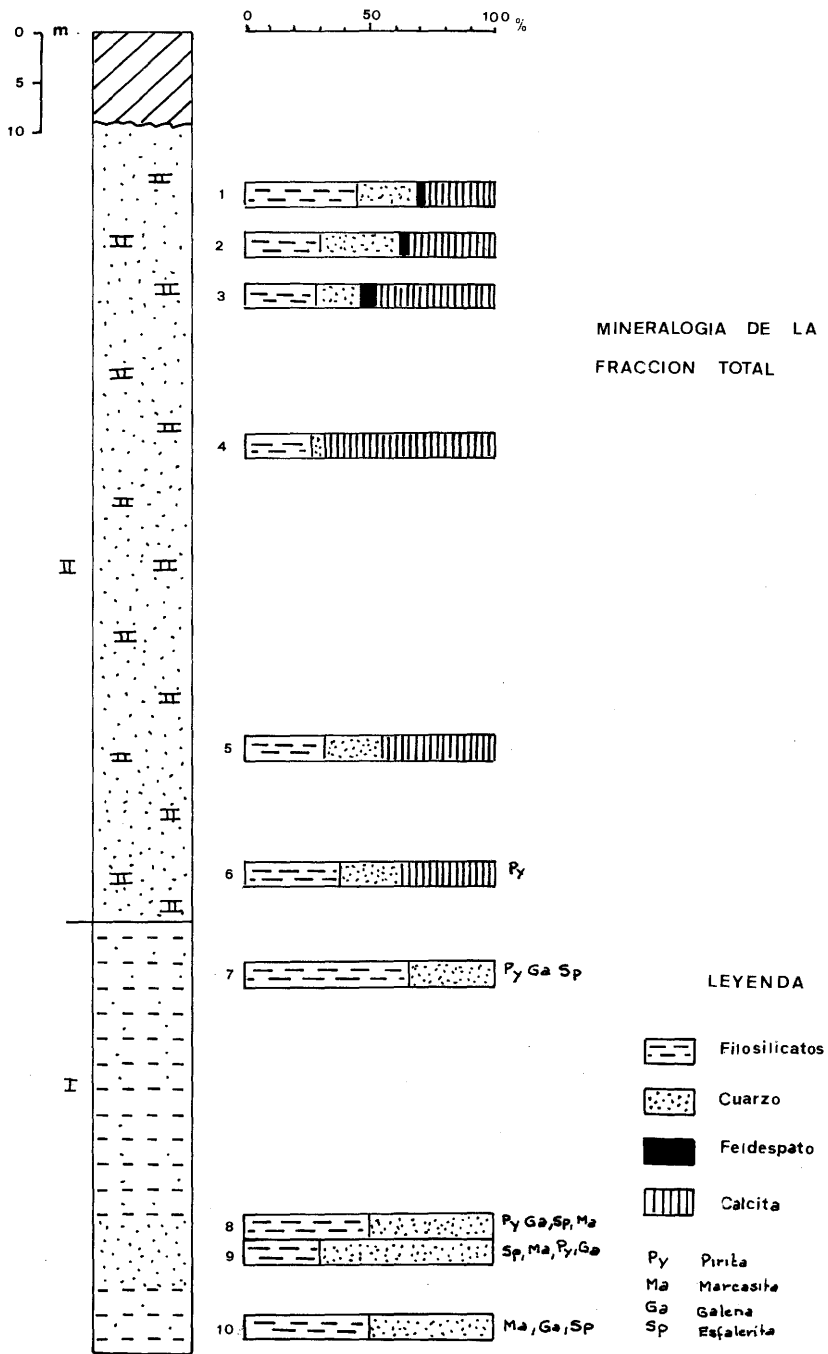 0 50 100 %
0 m
5
10
1
2
3
MINERALOGIA DE LA
FRACCION TOTAL
4
II
5
6 Py
7 Py Ga Sp
I
8 Py Ga, Sp, Ma
9 Sp, Ma, Py, Ga
10 Ma, Ga, Sp
LEYENDA
Filosilicatos
Cuarzo
Feldespato
Calcita
Py Pirita
Ma Marcasita
Ga Galena
Sp Esfalerita